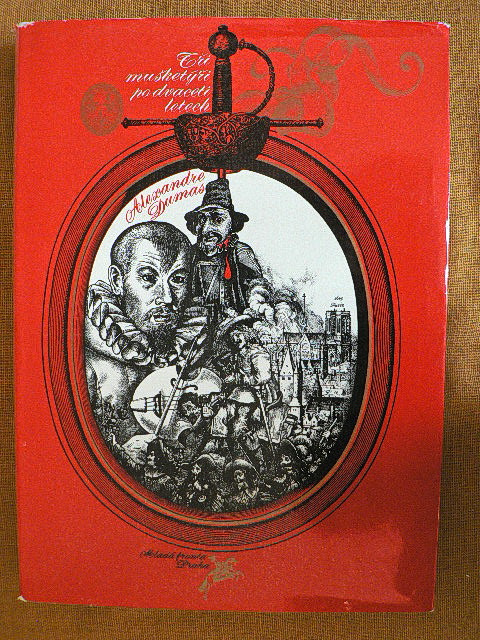 Tři
mušketýři
po dvaceti
letech
Alexandre
Dumas
Mladá fronta
Praha